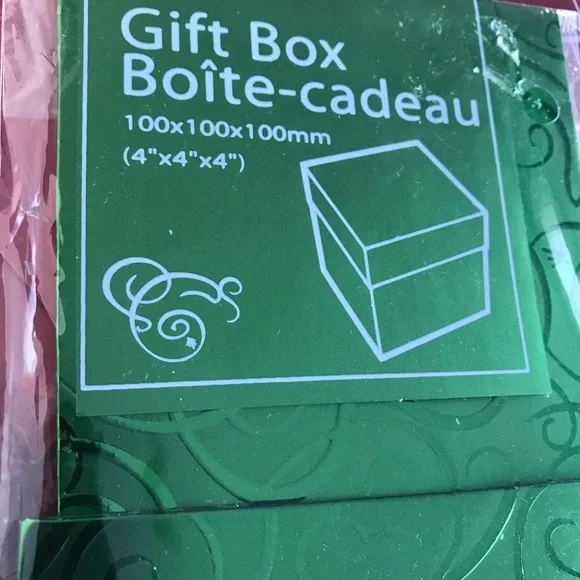 Gift Box
Boîte-cadeau
100x100x100mm
(4"x4"x4")